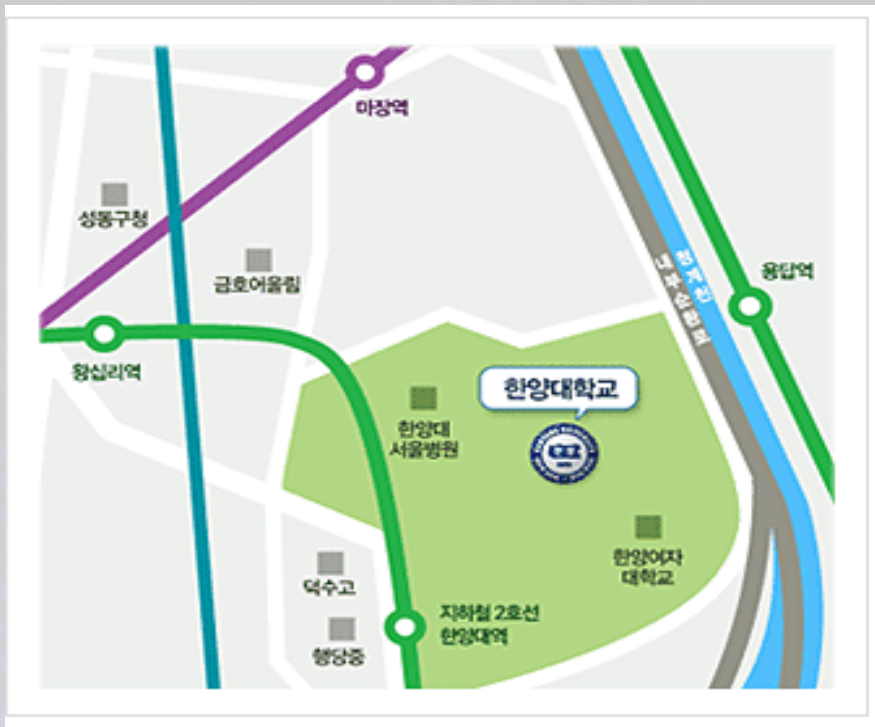 마장역
성동구청
금호어울림
청계천
내부순환로
용답역
왕십리역
한양대학교
한양대
서울병원
한양여자
대학교
덕수고
지하철 2호선
한양대역
행당중